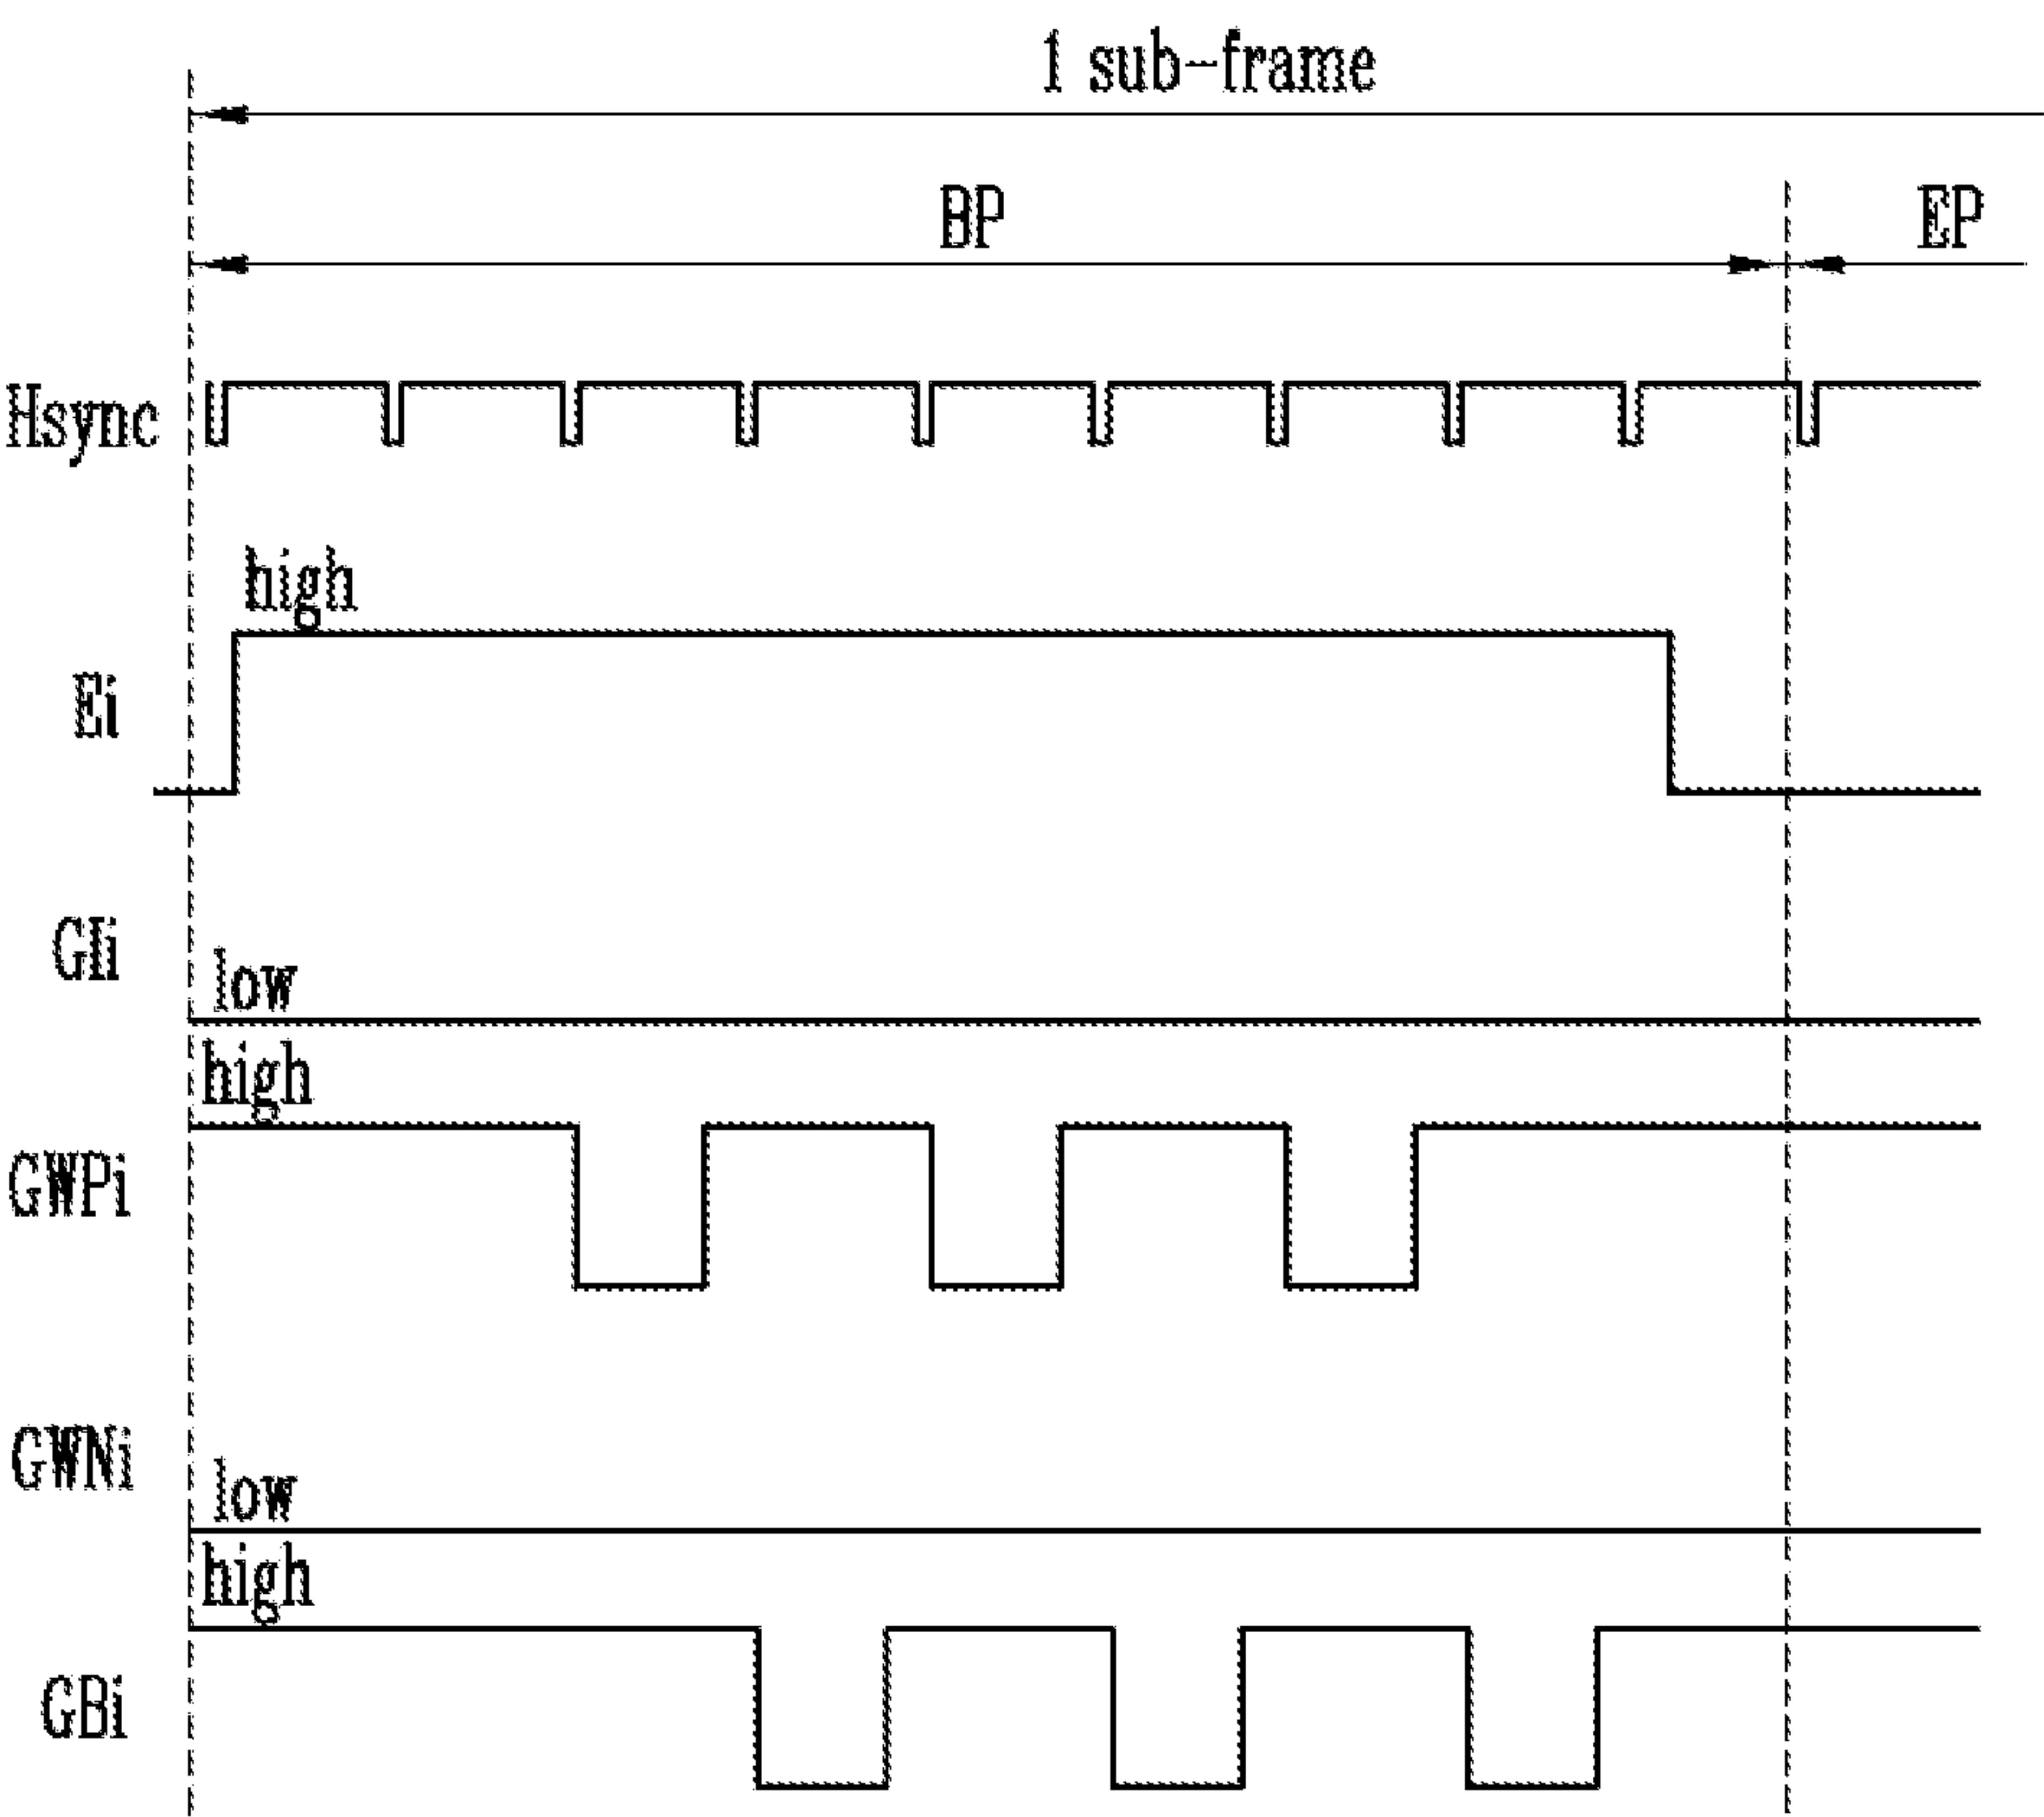 1 sub-frame
BP
EP
Hsync
high
Ei
GIi
low
high
GWPi
GWNi
low
high
GBi